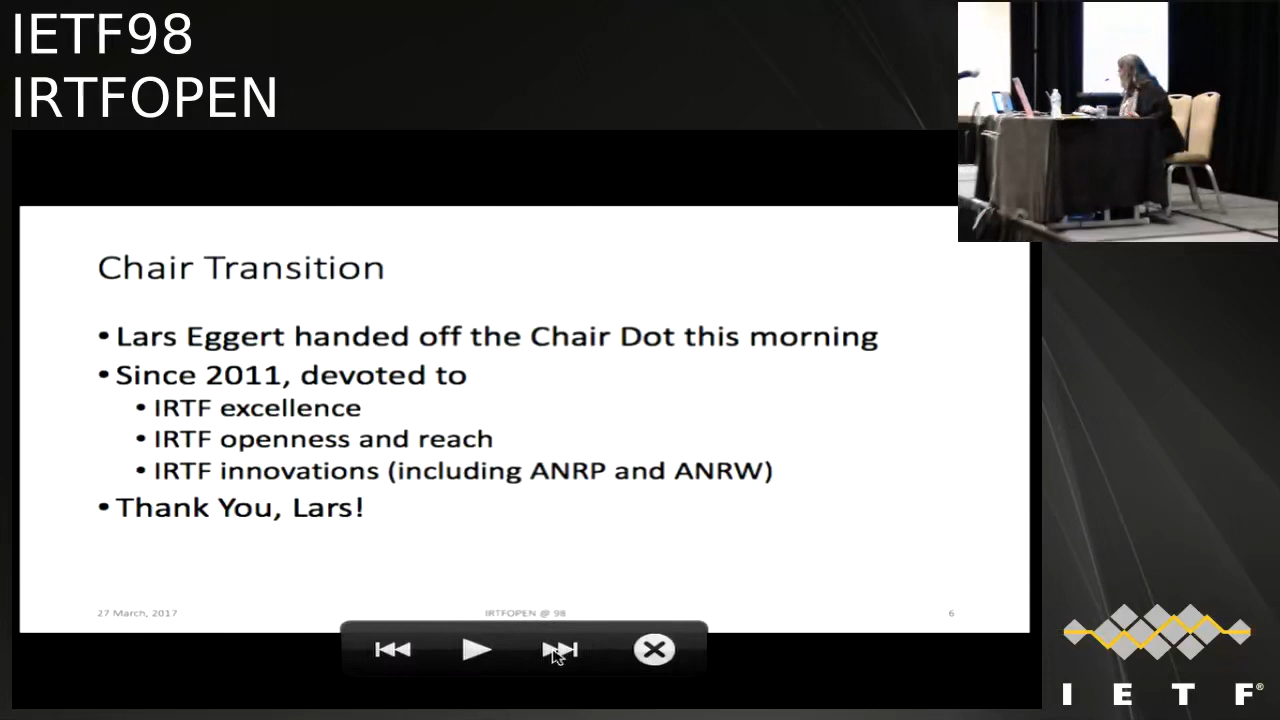 IETF98
IRTFOPEN
Chair Transition
• Lars Eggert handed off the Chair Dot this morning
• Since 2011, devoted to
• IRTF excellence
• IRTF openness and reach
• IRTF innovations (including ANRP and ANRW)
• Thank You, Lars!
27 March, 2017
IRTFOPEN @ 98
6
I E T F®